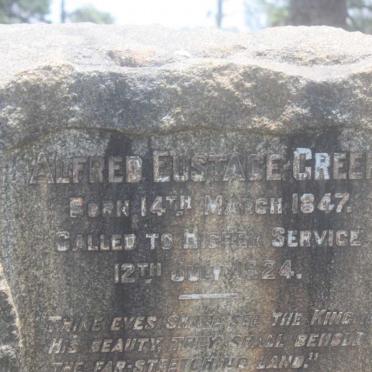 ALFRED EUSTACE GREE
BORN 14TH MARCH 1847.
CALLED TO HIGHER SERVICE
12TH JULY 1924.
"THINE EYES SHALL SEE THE KING
HIS BEAUTY, THEY SHALL BEHOLD
THE FAR-STRETCHING LAND."